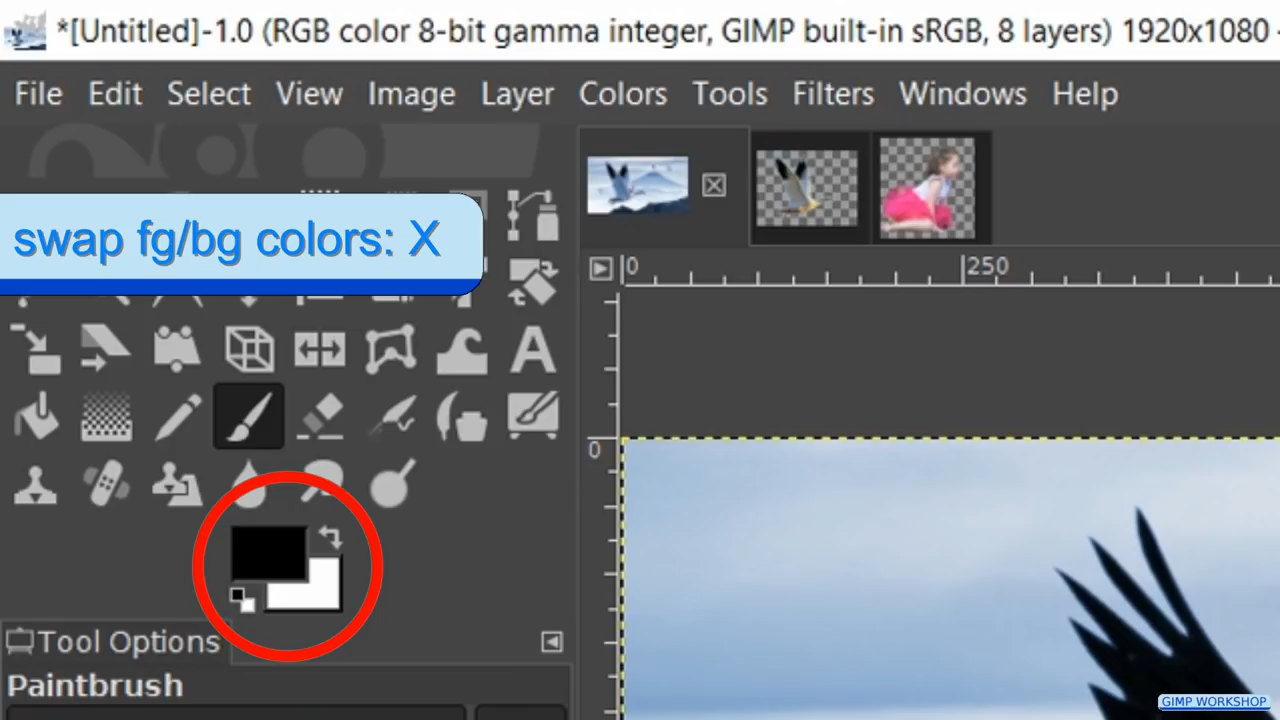 *[Untitled]-1.0 (RGB color 8-bit gamma integer, GIMP built-in sRGB, 8 layers) 1920x1080 -
File Edit Select View Image Layer Colors Tools Filters Windows Help
swap fg/bg colors: X
0 250
0
Tool Options
Paintbrush
GIMP WORKSHOP